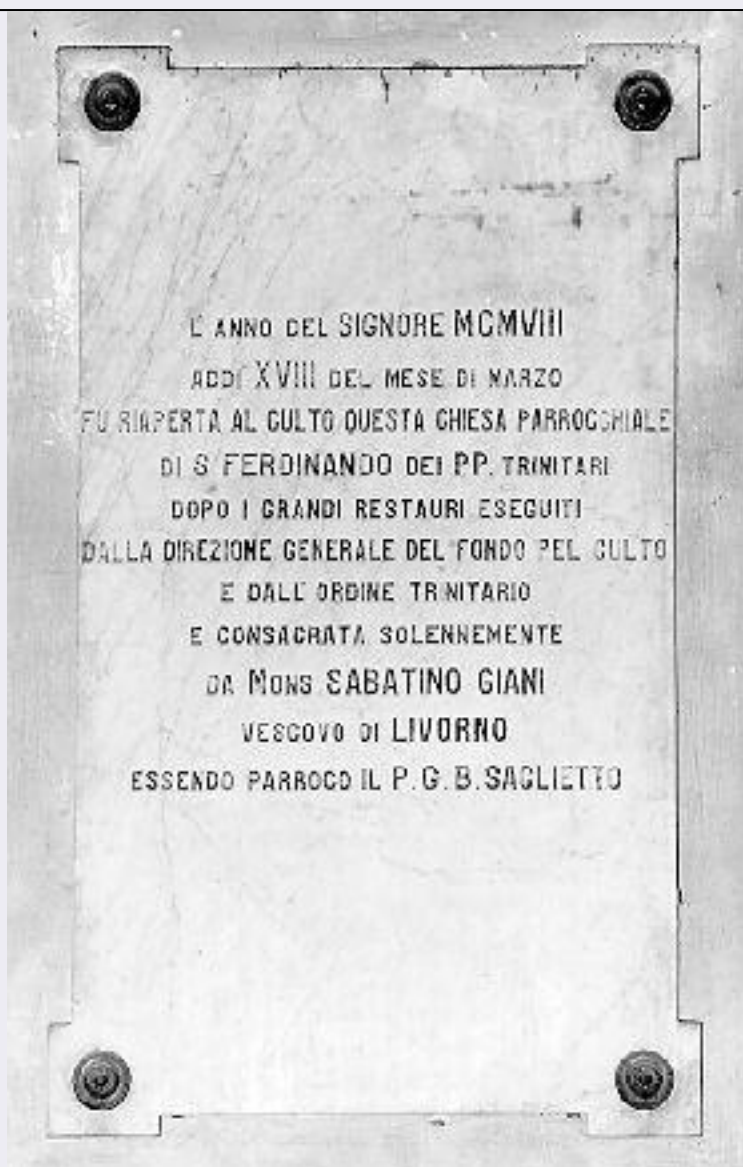 L'ANNO DEL SIGNORE MCMVIII
ADDÌ XVIII DEL MESE DI MARZO
FU RIAPERTA AL CULTO QUESTA CHIESA PARROCCHIALE
DI S FERDINANDO DEI PP. TRINITARI
DOPO I GRANDI RESTAURI ESEGUITI
DALLA DIREZIONE GENERALE DEL FONDO PEL CULTO
E DALL'ORDINE TRINITARIO
E CONSACRATA SOLENNEMENTE
DA MONS SABATINO GIANI
VESCOVO DI LIVORNO
ESSENDO PARROCO IL P. G. B. SAGLIETTO